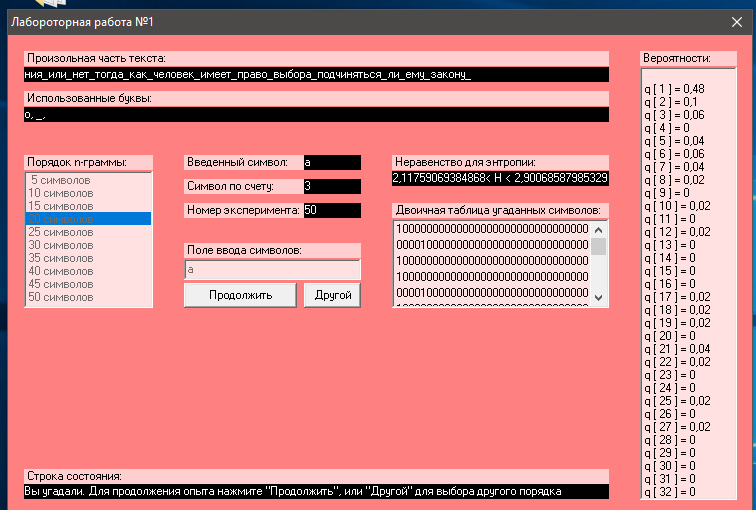 Лабороторная работа №1
Произольная часть текста:
ния_или_нет_тогда_как_человек_имеет_право_выбора_подчиняться_ли_ему_закону_
Использованные буквы:
о, _,
Порядок n-граммы:
5 символов
10 символов
15 символов
20 символов
25 символов
30 символов
35 символов
40 символов
45 символов
50 символов
Введенный символ: а
Символ по счету: 3
Номер эксперимента: 50
Поле ввода символов:
а
Продолжить Другой
Неравенство для энтропии:
2,11759069384868< H < 2,90068587985329
Двоичная таблица угаданных символов:
10000000000000000000000000000000
00001000000000000000000000000000
10000000000000000000000000000000
10000000000000000000000000000000
00001000000000000000000000000000
Вероятности:
q [ 1 ] = 0,48
q [ 2 ] = 0,1
q [ 3 ] = 0,06
q [ 4 ] = 0
q [ 5 ] = 0,04
q [ 6 ] = 0,06
q [ 7 ] = 0,04
q [ 8 ] = 0,02
q [ 9 ] = 0
q [ 10 ] = 0,02
q [ 11 ] = 0
q [ 12 ] = 0,02
q [ 13 ] = 0
q [ 14 ] = 0
q [ 15 ] = 0
q [ 16 ] = 0
q [ 17 ] = 0,02
q [ 18 ] = 0,02
q [ 19 ] = 0,02
q [ 20 ] = 0
q [ 21 ] = 0,04
q [ 22 ] = 0,02
q [ 23 ] = 0
q [ 24 ] = 0
q [ 25 ] = 0,02
q [ 26 ] = 0
q [ 27 ] = 0,02
q [ 28 ] = 0
q [ 29 ] = 0
q [ 30 ] = 0
q [ 31 ] = 0
q [ 32 ] = 0
Строка состояния:
Вы угадали. Для продолжения опыта нажмите "Продолжить", или "Другой" для выбора другого порядка